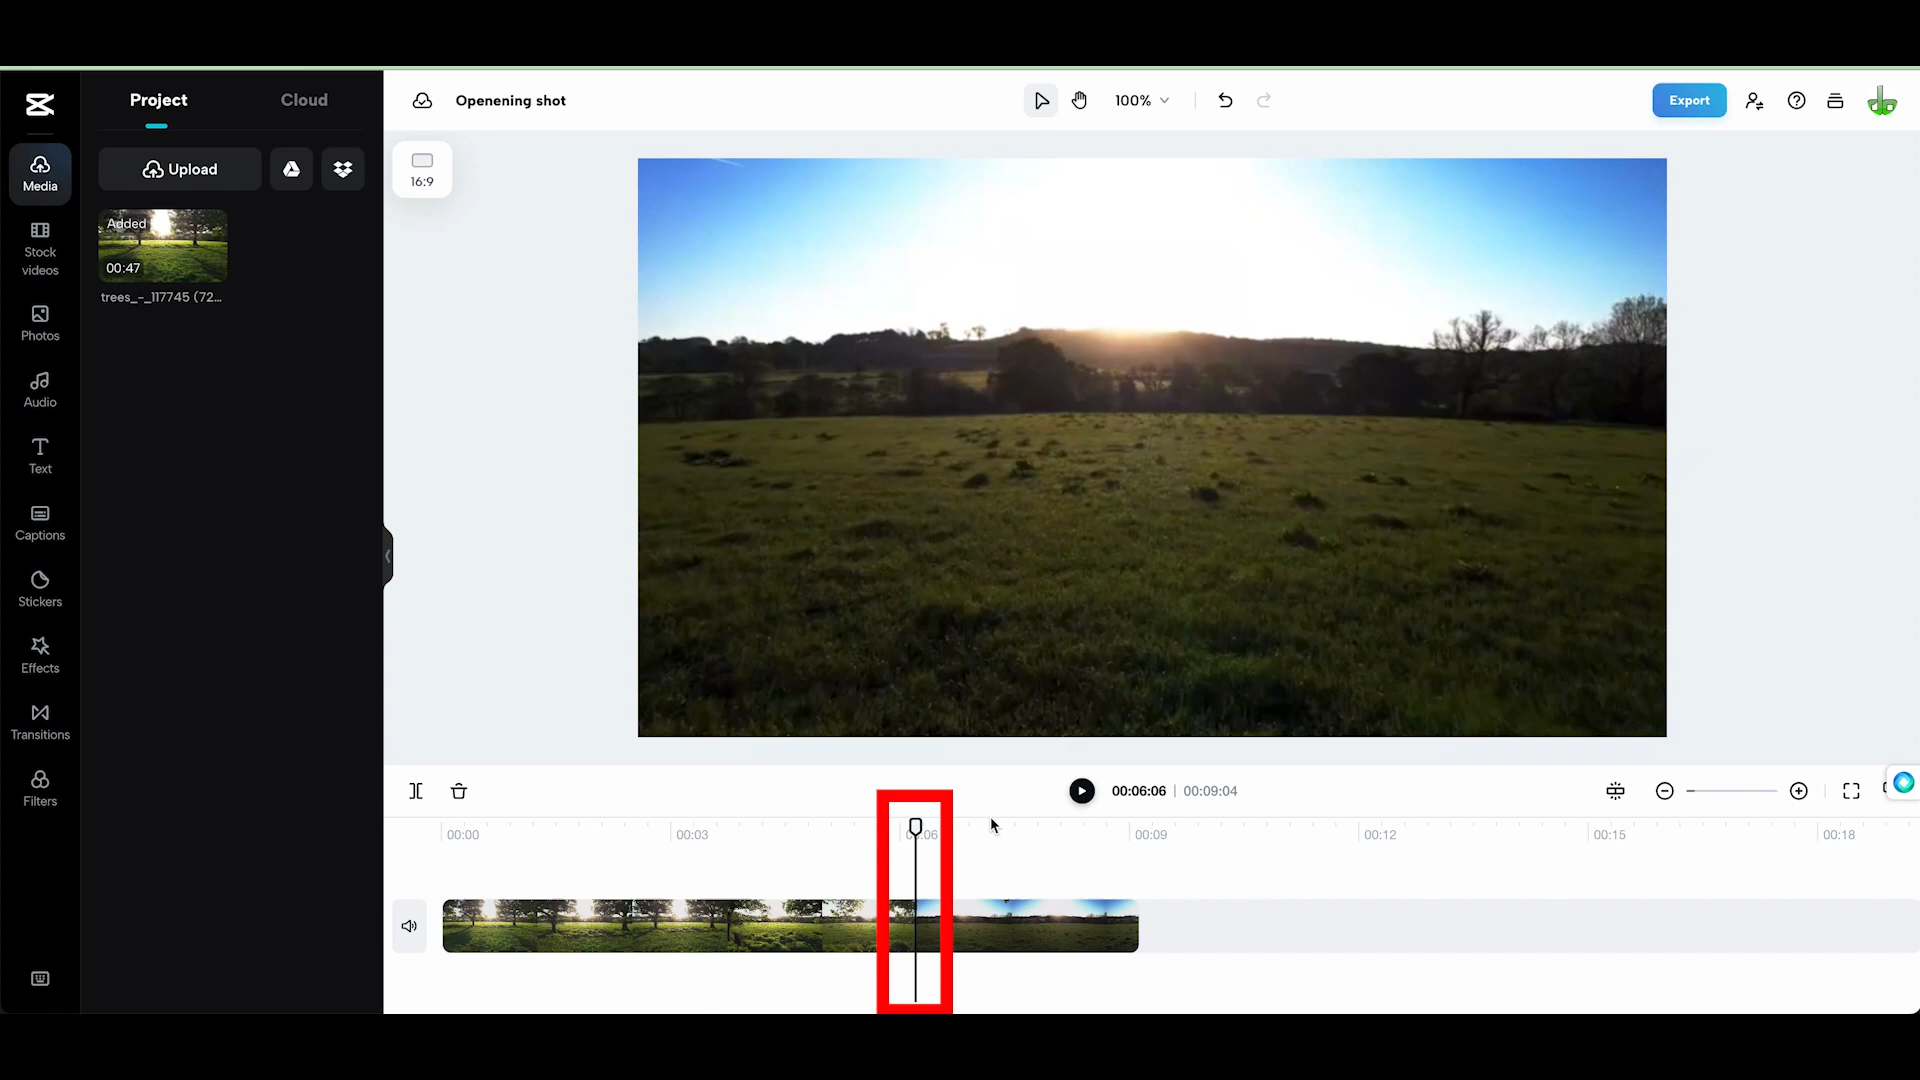 Project
Cloud
Openening shot
100%
Export
Media
Upload
16:9
Added
00:47
trees_-_117745 (72...
Stock
videos
Photos
Audio
Text
Captions
Stickers
Effects
Transitions
Filters
00:06:06 | 00:09:04
00:00
00:03
00:06
00:09
00:12
00:15
00:18